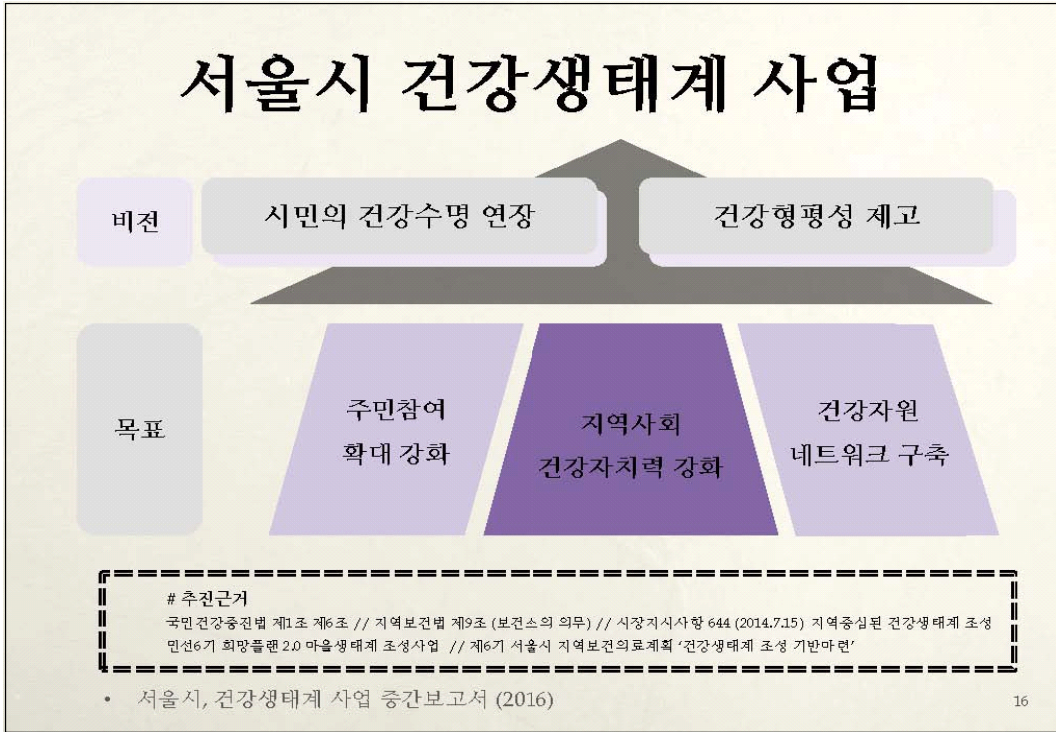 서울시 건강생태계 사업
비전
시민의 건강수명 연장
건강형평성 제고
목표
주민참여
확대 강화
지역사회
건강자치력 강화
건강자원
네트워크 구축
# 추진근거
국민건강증진법 제1조 제6조 // 지역보건법 제9조 (보건소의 의무) // 시장지시사항 644 (2014.7.15) 지역중심된 건강생태계 조성
민선6기 희망플랜 2.0 마을생태계 조성사업 // 제6기 서울시 지역보건의료계획 ‘건강생태계 조성 기반마련’
• 서울시, 건강생태계 사업 중간보고서 (2016)
16